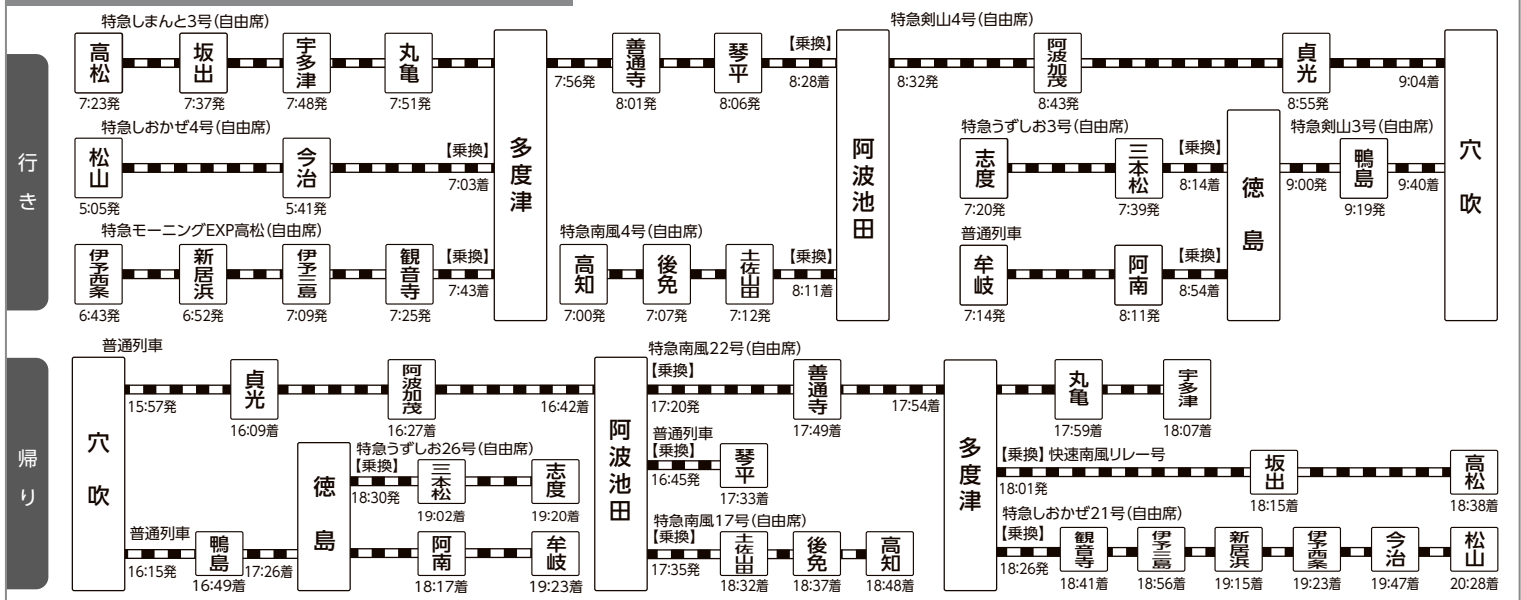 行き
特急しまんと3号(自由席)
高松
7:23発
坂出
7:37発
宇多津
7:48発
丸亀
7:51発
多度津
7:56発
善通寺
8:01発
琴平
8:06発
【乗換】
8:28着
阿波池田
特急剣山4号(自由席)
8:32発
阿波加茂
8:43発
貞光
8:55発
9:04着
穴吹
特急しおかぜ4号(自由席)
松山
5:05発
今治
5:41発
【乗換】
7:03着
特急うずしお3号(自由席)
志度
7:20発
三本松
7:39発
【乗換】
8:14着
徳島
特急剣山3号(自由席)
9:00発
鴨島
9:19発
9:40着
特急モーニングEXP高松(自由席)
伊予西条
6:43発
新居浜
6:52発
伊予三島
7:09発
観音寺
7:25発
【乗換】
7:43着
特急南風4号(自由席)
高知
7:00発
後免
7:07発
土佐山田
7:12発
【乗換】
8:11着
普通列車
牟岐
7:14発
阿南
8:11発
【乗換】
8:54着
帰り
普通列車
穴吹
15:57発
貞光
16:09着
阿波加茂
16:27着
16:42着
阿波池田
特急南風22号(自由席)
【乗換】
17:20発
善通寺
17:49着
17:54着
多度津
丸亀
17:59着
宇多津
18:07着
普通列車
【乗換】
16:45発
琴平
17:33着
【乗換】快速南風リレー号
18:01発
坂出
18:15着
高松
18:38着
特急うずしお26号(自由席)
【乗換】
18:30発
三本松
19:02着
志度
19:20着
普通列車
16:15発
鴨島
16:49着
17:26着
徳島
阿南
18:17着
牟岐
19:23着
特急南風17号(自由席)
【乗換】
17:35発
土佐山田
18:32着
後免
18:37着
高知
18:48着
特急しおかぜ21号(自由席)
【乗換】
18:26発
観音寺
18:41着
伊予三島
18:56着
新居浜
19:15着
伊予西条
19:23着
今治
19:47着
松山
20:28着